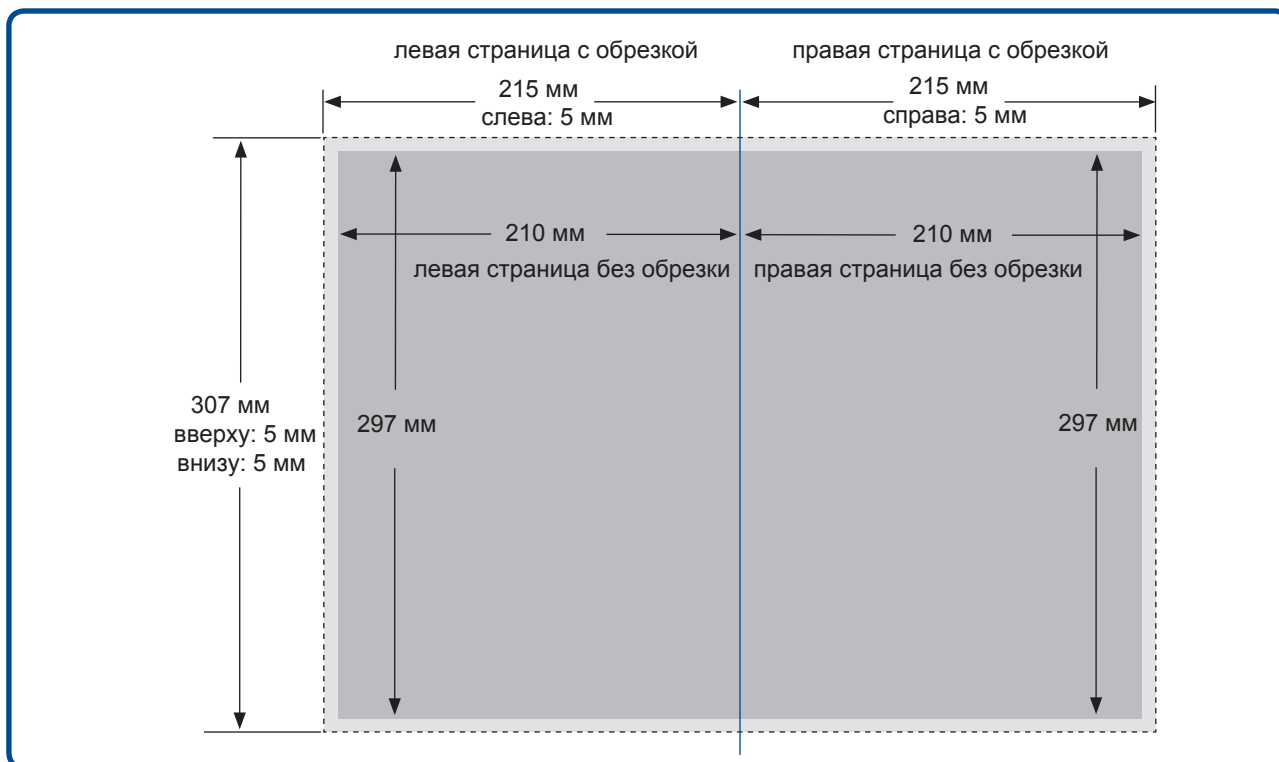 левая страница с обрезкой
правая страница с обрезкой
215 мм
слева: 5 мм
215 мм
справа: 5 мм
210 мм
210 мм
левая страница без обрезки
правая страница без обрезки
307 мм
вверху: 5 мм
внизу: 5 мм
297 мм
297 мм